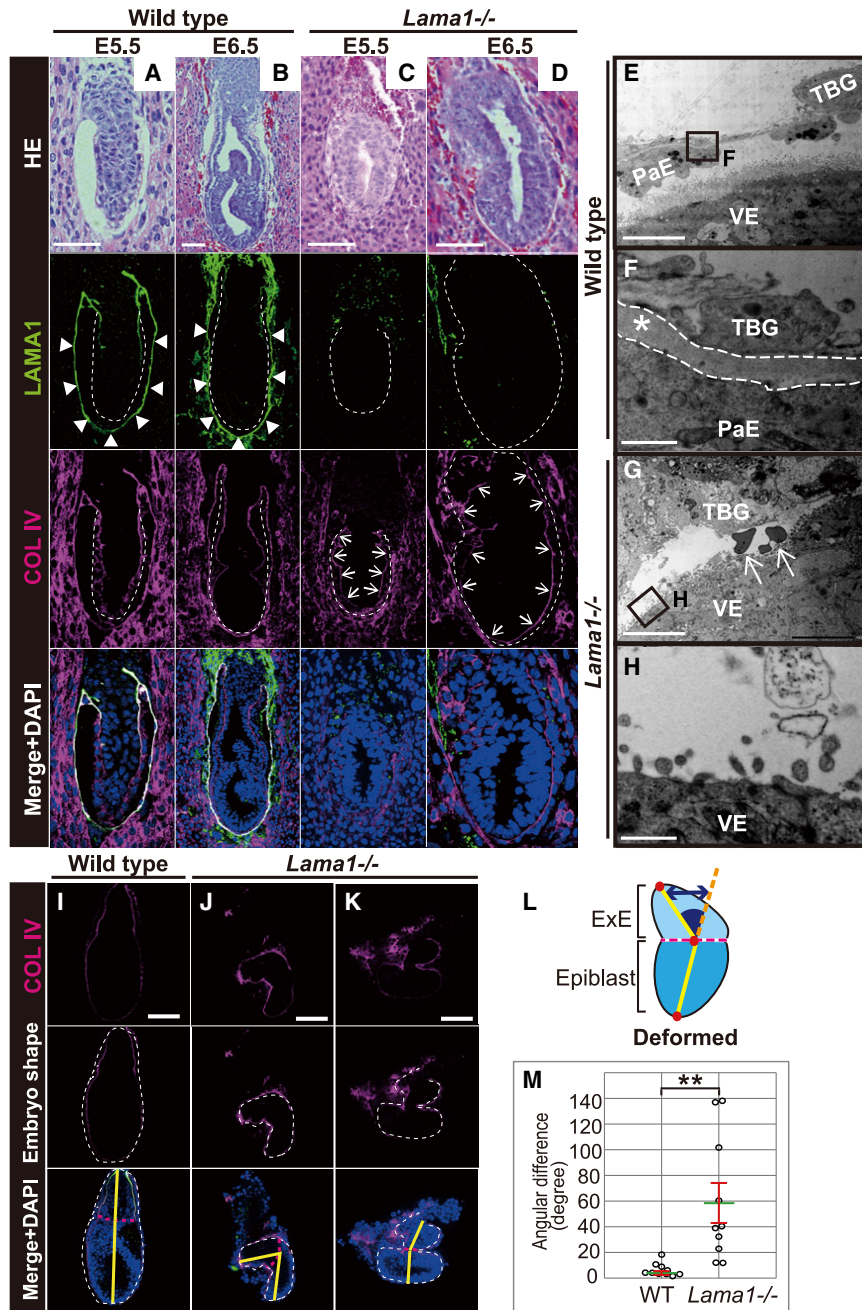 Wild type
Lama1-/-
E5.5
E6.5
E5.5
E6.5
A
B
C
D
HE
LAMA1
COL IV
Merge+DAPI
Wild type
Lama1-/-
E
TBG
PaE
F
VE
F
*
TBG
PaE
G
TBG
H
VE
H
VE
Wild type
Lama1-/-
I
J
K
COL IV
Embryo shape
Merge+DAPI
L
ExE
Epiblast
Deformed
M
**
Angular difference
(degree)
140
120
100
80
60
40
20
0
WT
Lama1-/-